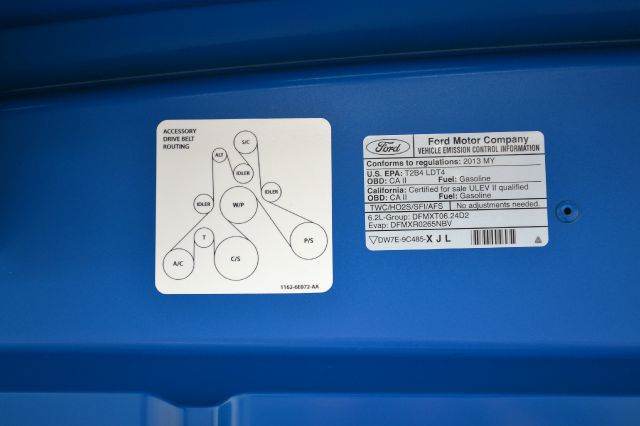 ACCESSORY
DRIVE BELT
ROUTING
S/C
ALT
IDLER
IDLER
IDLER
W/P
T
P/S
A/C
C/S
1162-6E072-AA
Ford
Ford Motor Company
VEHICLE EMISSION CONTROL INFORMATION
Conforms to regulations: 2013 MY
U.S. EPA: T2B4 LDT4
OBD: CA II Fuel: Gasoline
California: Certified for sale ULEV II qualified
OBD: CA II Fuel: Gasoline
TWC/HO2S/SFI/AFS No adjustments needed.
6.2L-Group: DFMXT06.24D2
Evap: DFMXR0265NBV
DW7E-9C485-XJL